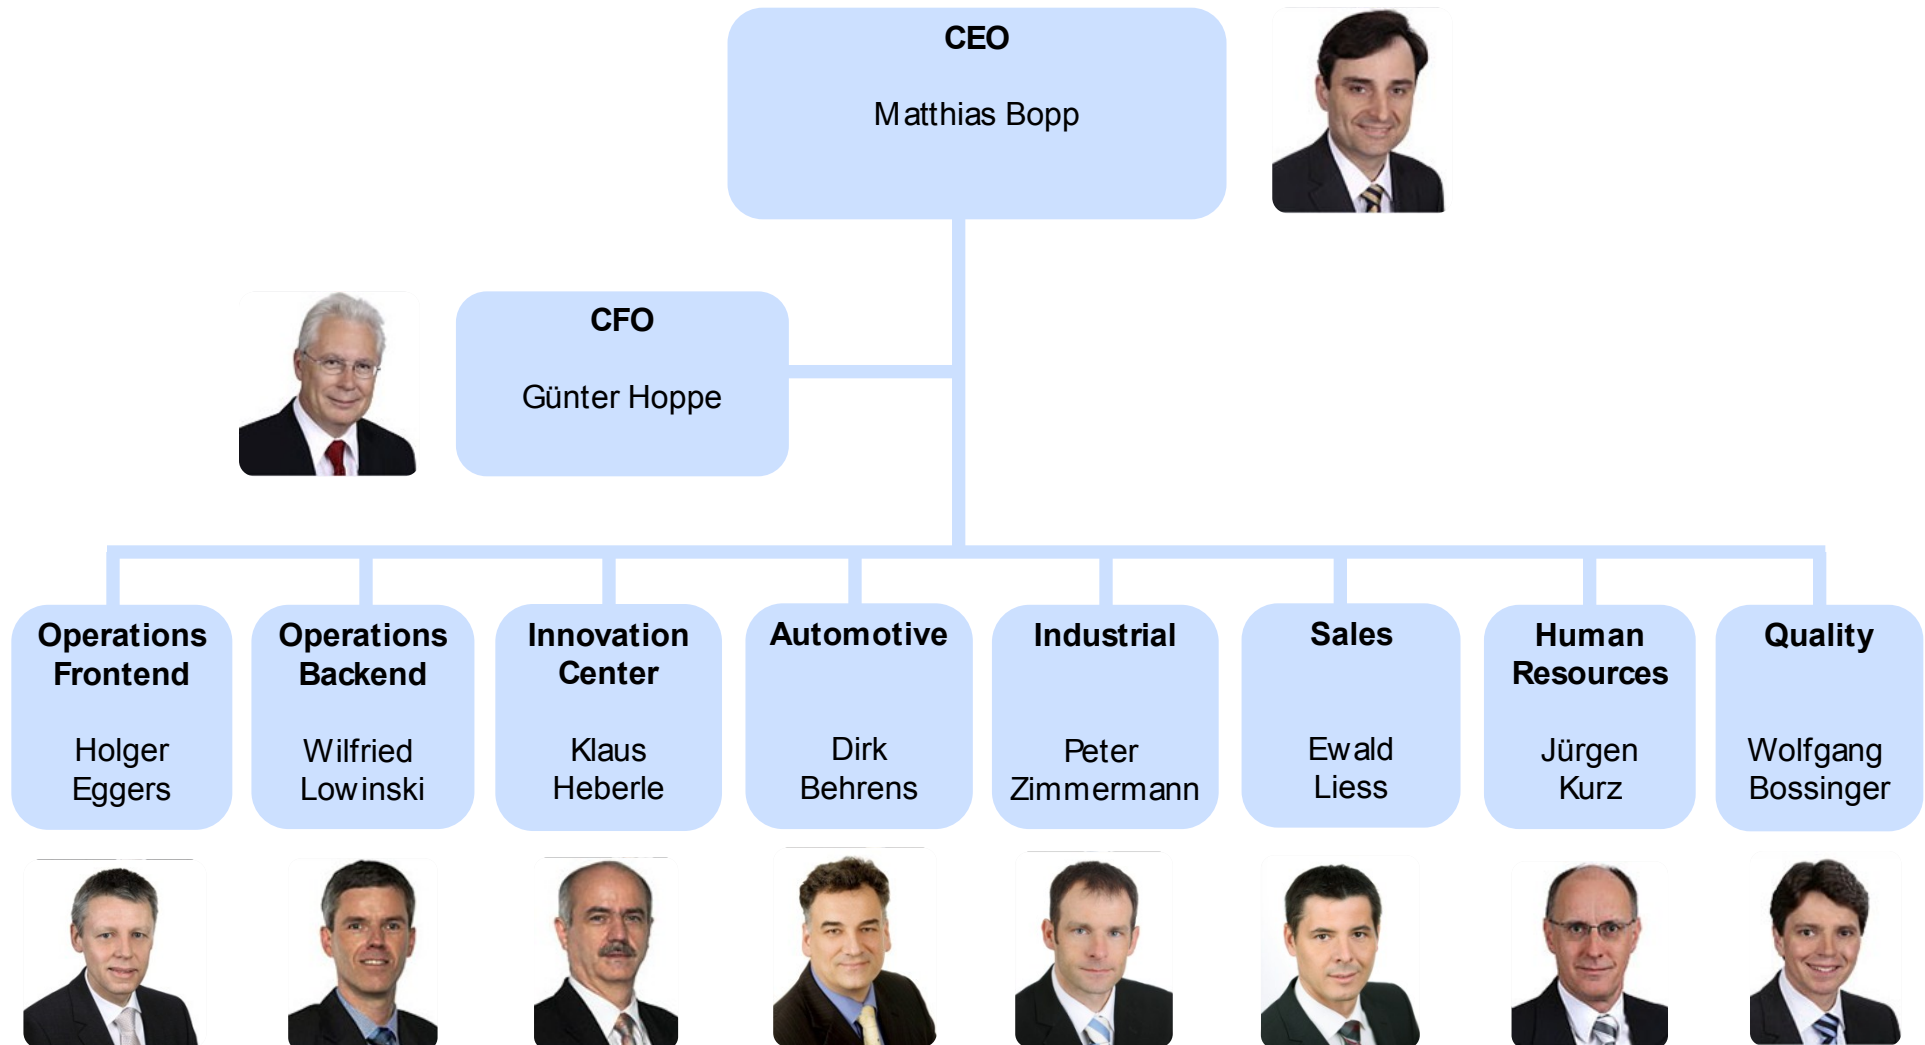 CEO
Matthias Bopp
CFO
Günter Hoppe
Operations
Frontend
Holger
Eggers
Operations
Backend
Wilfried
Lowinski
Innovation
Center
Klaus
Heberle
Automotive
Dirk
Behrens
Industrial
Peter
Zimmermann
Sales
Ewald
Liess
Human
Resources
Jürgen
Kurz
Quality
Wolfgang
Bossinger